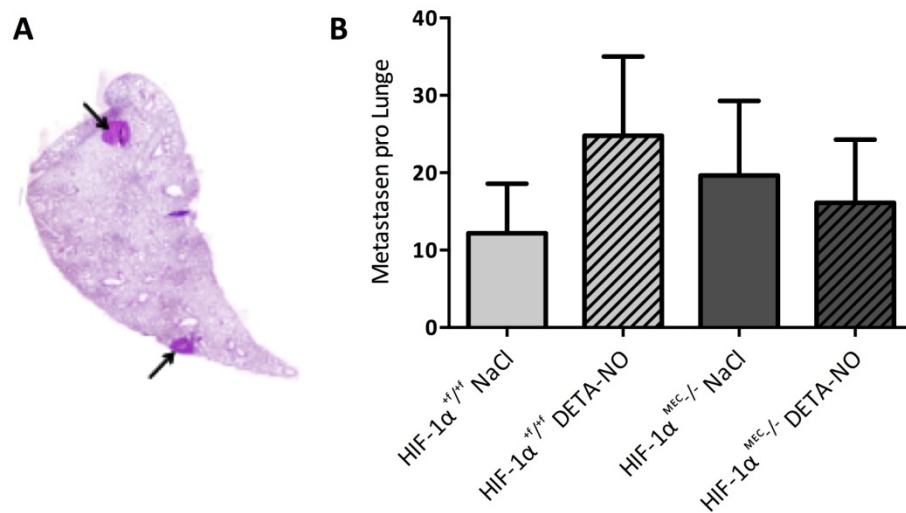 A
B
Metastasen pro Lunge
40
30
20
10
0
HIF-1α^+f/+f NaCl
HIF-1α^+f/+f DETA-NO
HIF-1α^MEC-/- NaCl
HIF-1α^MEC-/- DETA-NO